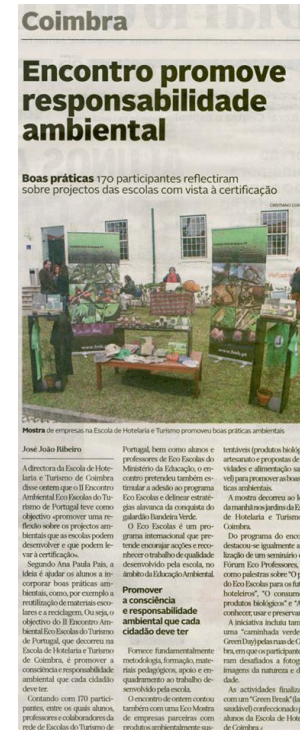 Coimbra
Encontro promove
responsabilidade
ambiental
Boas práticas 170 participantes reflectiram
sobre projectos das escolas com vista à certificação
CRISTIANO
Mostra de empresas na Escola de Hotelaria e Turismo promoveu boas práticas ambientais
José João Ribeiro
A directora da Escola de Hote-
laria e Turismo de Coimbra
disse ontem que o II Encontro
Ambiental Eco Escolas do Tu-
rismo de Portugal teve como
objectivo «promover uma re-
flexão sobre os projectos am-
bientais que as escolas podem
desenvolver e que podem le-
var à certificação».
Segundo Ana Paula Pais, a
ideia é ajudar os alunos a in-
corporar boas práticas am-
bientais, como, por exemplo a
reutilização de materiais esco-
lares e a reciclagem. Ou seja, o
objectivo do II Encontro Am-
biental Eco Escolas do Turismo
de Portugal, que decorreu na
Escola de Hotelaria e Turismo
de Coimbra, é promover a
consciência e responsabilidade
ambiental que cada cidadão
deve ter.
Contando com 170 partici-
pantes, entre os quais alunos,
professores e colaboradores da
rede de Escolas do Turismo de
Portugal, bem como alunos e
professores de Eco Escolas do
Ministério da Educação, o en-
contro pretendeu também es-
timular a adesão ao programa
Eco Escolas e delinear estraté-
gias alavanca da conquista do
galardão Bandeira Verde.
O Eco Escolas é um pro-
grama internacional que pre-
tende encorajar acções e reco-
nhecer o trabalho de qualidade
desenvolvido pela escola, no
âmbito da Educação Ambiental.
Promover
a consciência
e responsabilidade
ambiental que cada
cidadão deve ter
Fornece fundamentalmente
metodologia, formação, mate-
riais pedagógicos, apoio e en-
quadramento ao trabalho de-
senvolvido pela escola.
O encontro de ontem contou
também com uma Eco Mostra
de empresas parceiras com
produtos ambientalmente sus-
tentáveis (produtos
artesanato e propostas de
vidades e alimentação
vel) para promover as boas
ticas ambientais.
A mostra decorreu ao
da manhã nos jardins da
de Hotelaria e Turismo
Coimbra.
Do programa do
destacou-se igualmente a
lização de um seminário
Fórum Eco Professores,
como palestras sobre "O
do Eco Escolas para os
hoteleiros", "O consumo
produtos biológicos" e
conhecer, usar e preservar
A iniciativa incluiu
uma "caminhada verde"
Green Day) pelas ruas de
bra, em que os participantes
ram desafios a
imagens da natureza e da
dade.
As actividades
com um "Green Break"
saudável) confeccionado
alunos da Escola de Hotelaria
de Coimbra.